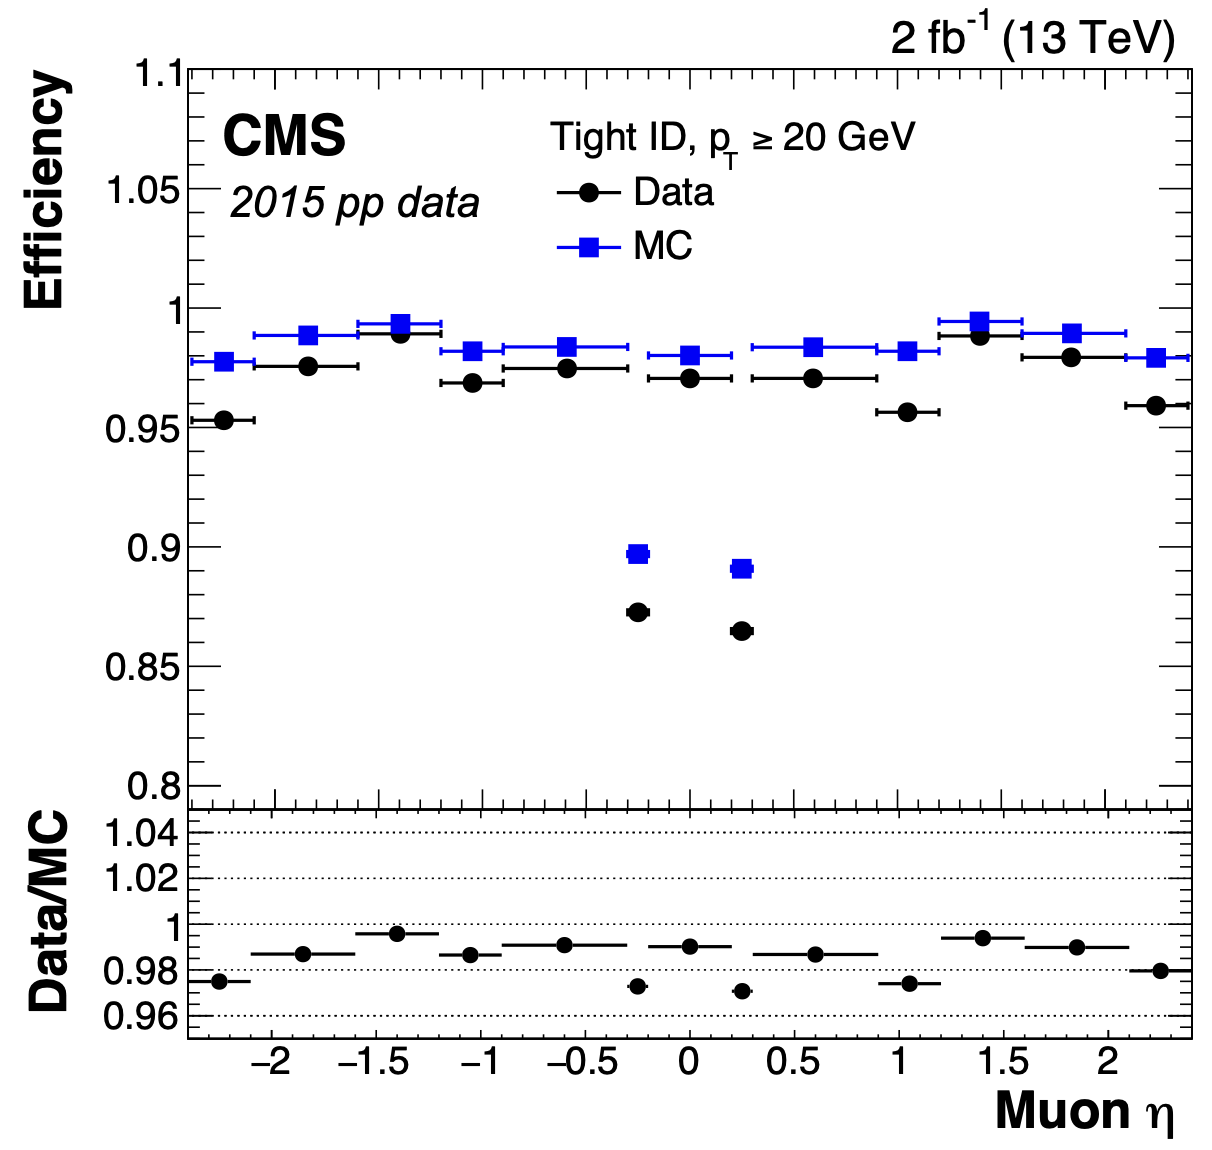 2 fb-1 (13 TeV)
Efficiency
1.1
1.05
1
0.95
0.9
0.85
0.8
CMS
2015 pp data
Tight ID, pT ≥ 20 GeV
Data
MC
Data/MC
1.04
1.02
1
0.98
0.96
−2 −1.5 −1 −0.5 0 0.5 1 1.5 2
Muon η